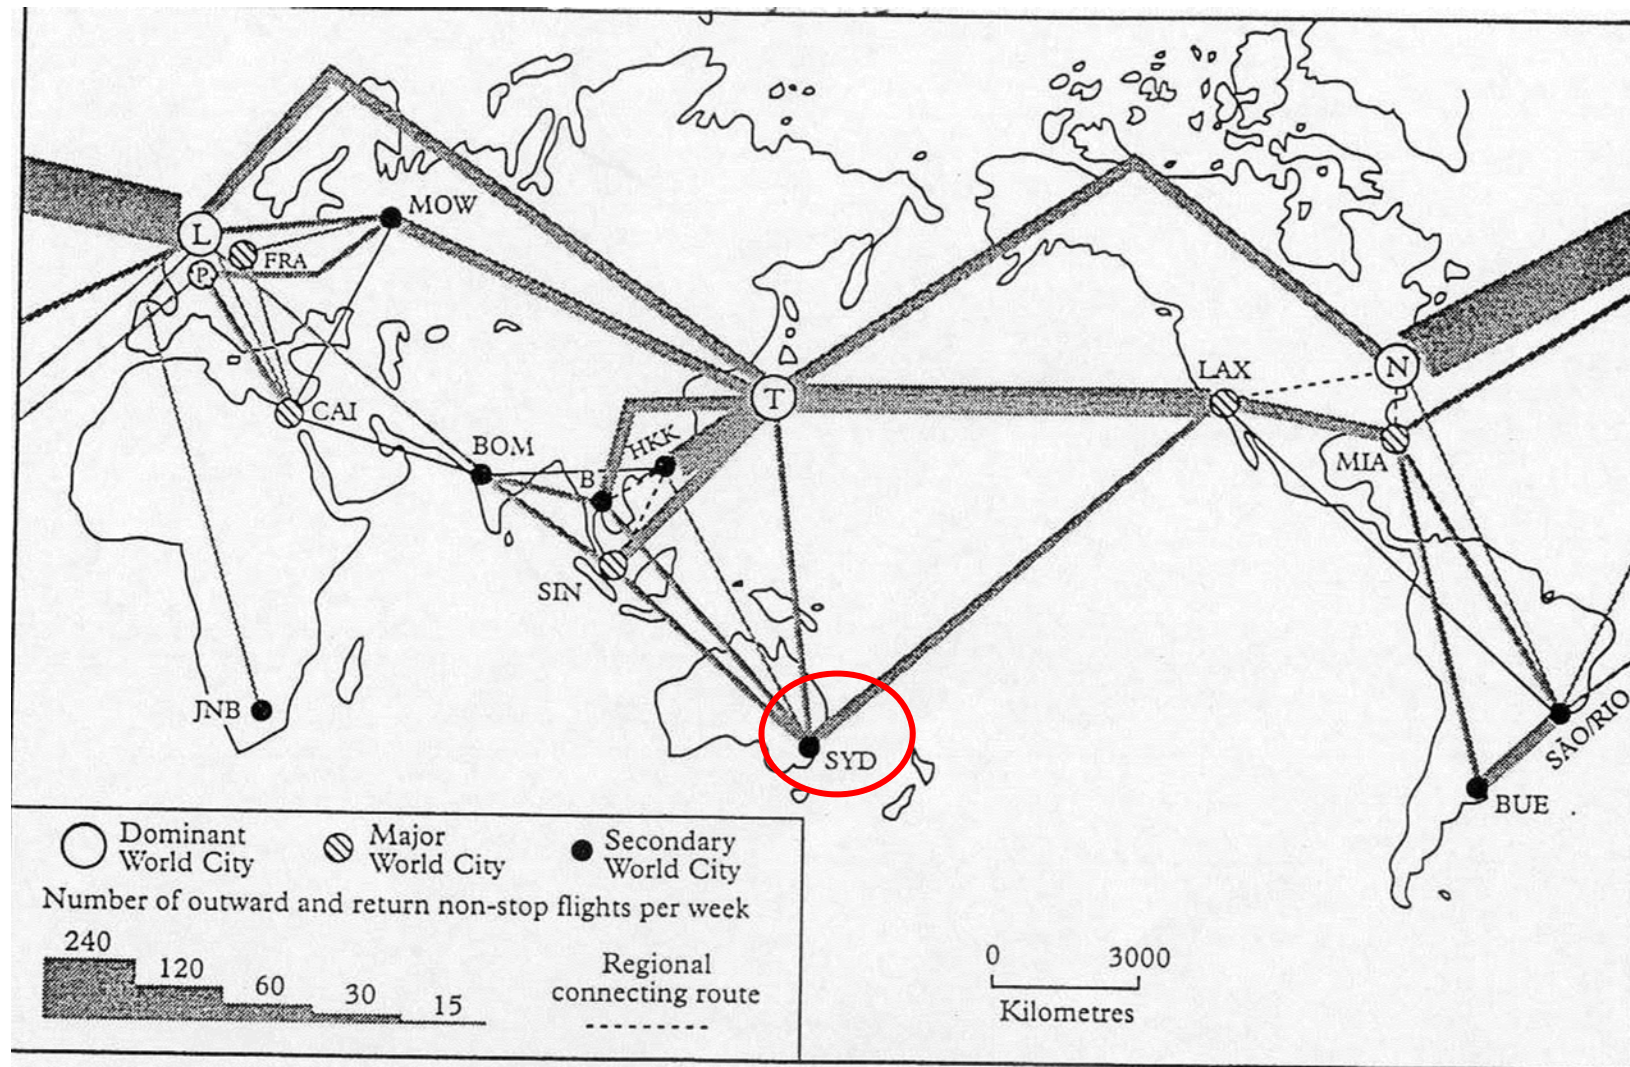 MOW
L
FRA
P
LAX
N
T
CAI
HKK
BOM
MIA
B
SIN
JNB
SYD
SÃO/RIO
BUE
Dominant
World City
Major
World City
Secondary
World City
Number of outward and return non-stop flights per week
240
120
60
30
15
Regional
connecting route
0 3000
Kilometres